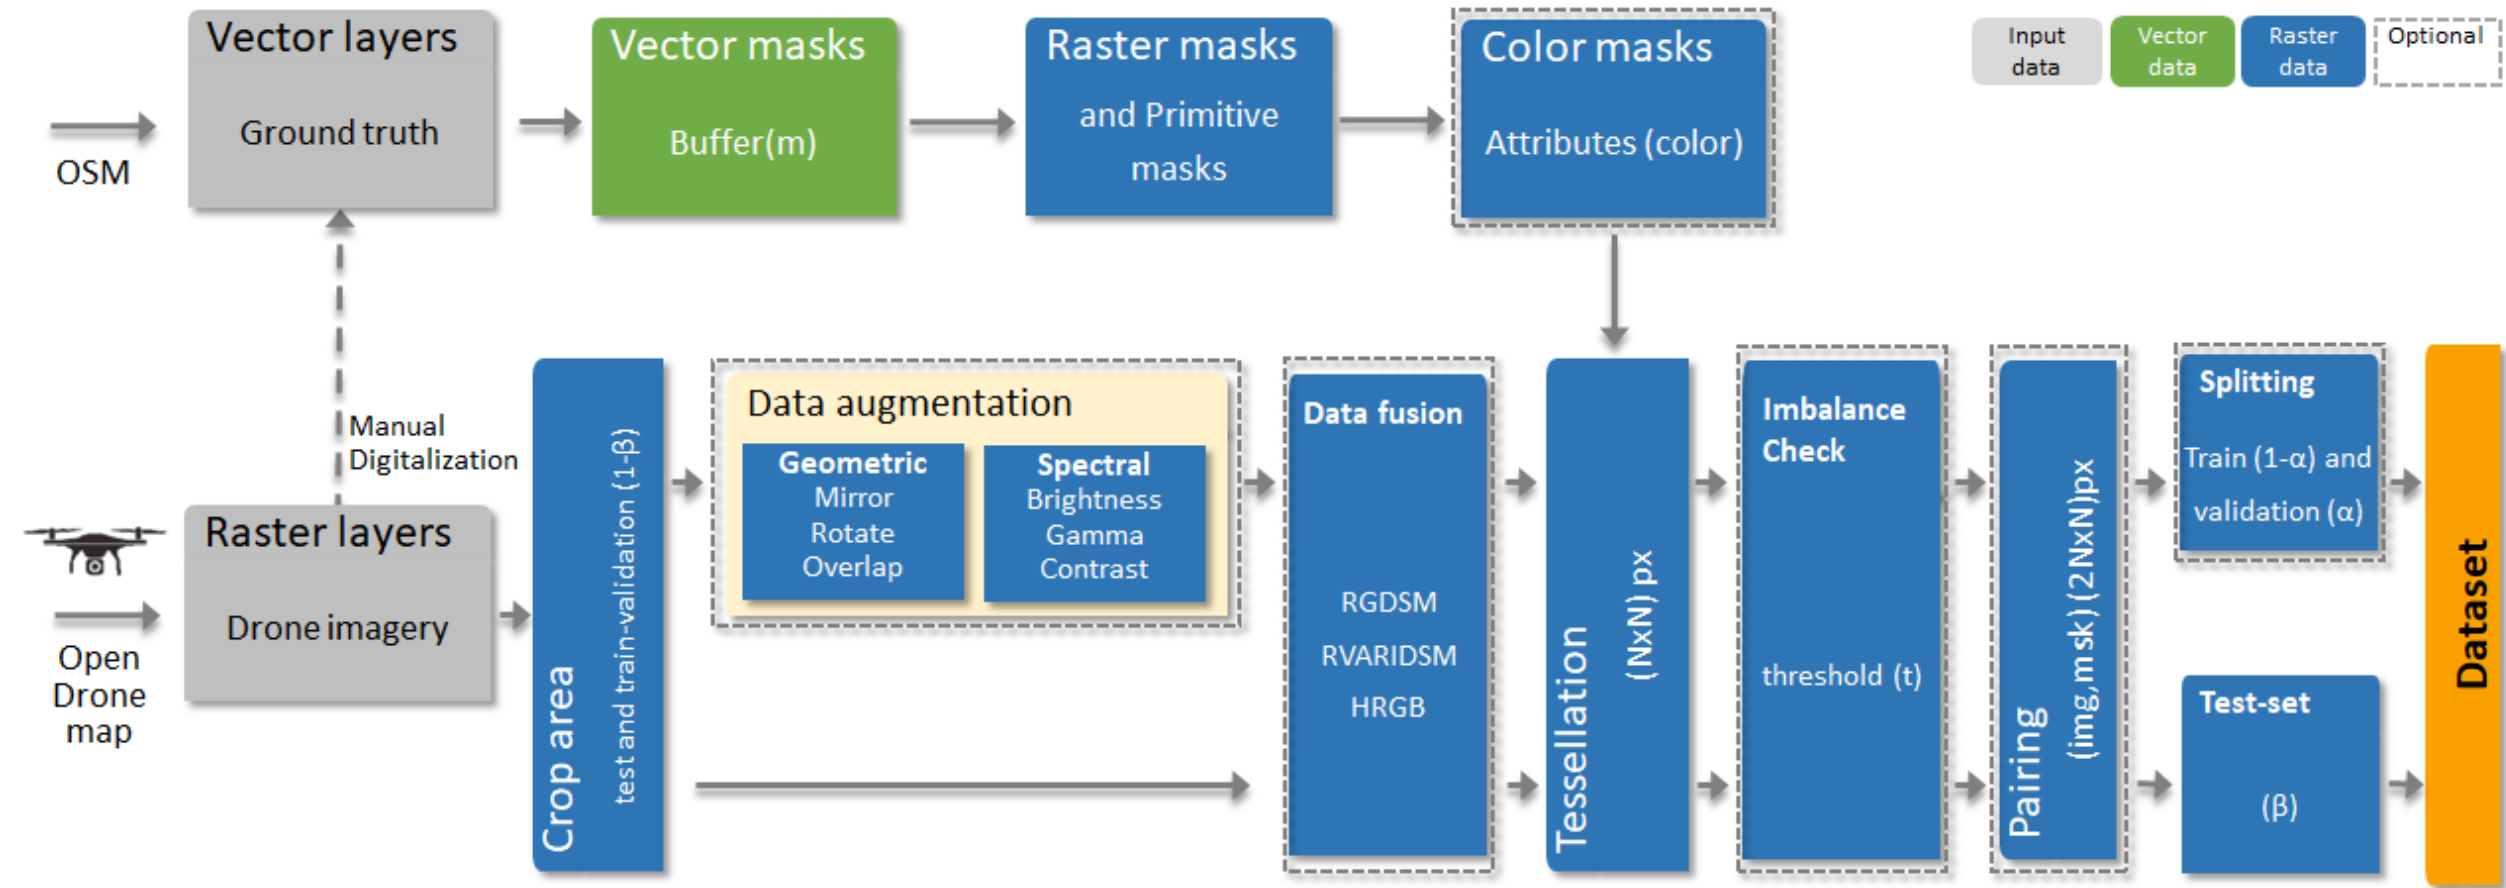 Vector layers
Ground truth
OSM
Vector masks
Buffer(m)
Raster masks
and Primitive
masks
Color masks
Attributes (color)
Input
data
Vector
data
Raster
data
Optional
Manual
Digitalization
Raster layers
Drone imagery
Open
Drone
map
Crop area
test and train-validation (1-β)
Data augmentation
Geometric
Mirror
Rotate
Overlap
Spectral
Brightness
Gamma
Contrast
Data fusion
RGDSM
RVARIDSM
HRGB
Tessellation
(NxN) px
Imbalance
Check
threshold (t)
Pairing
(img,msk) (2NxN)px
Splitting
Train (1-α) and
validation (α)
Test-set
(β)
Dataset